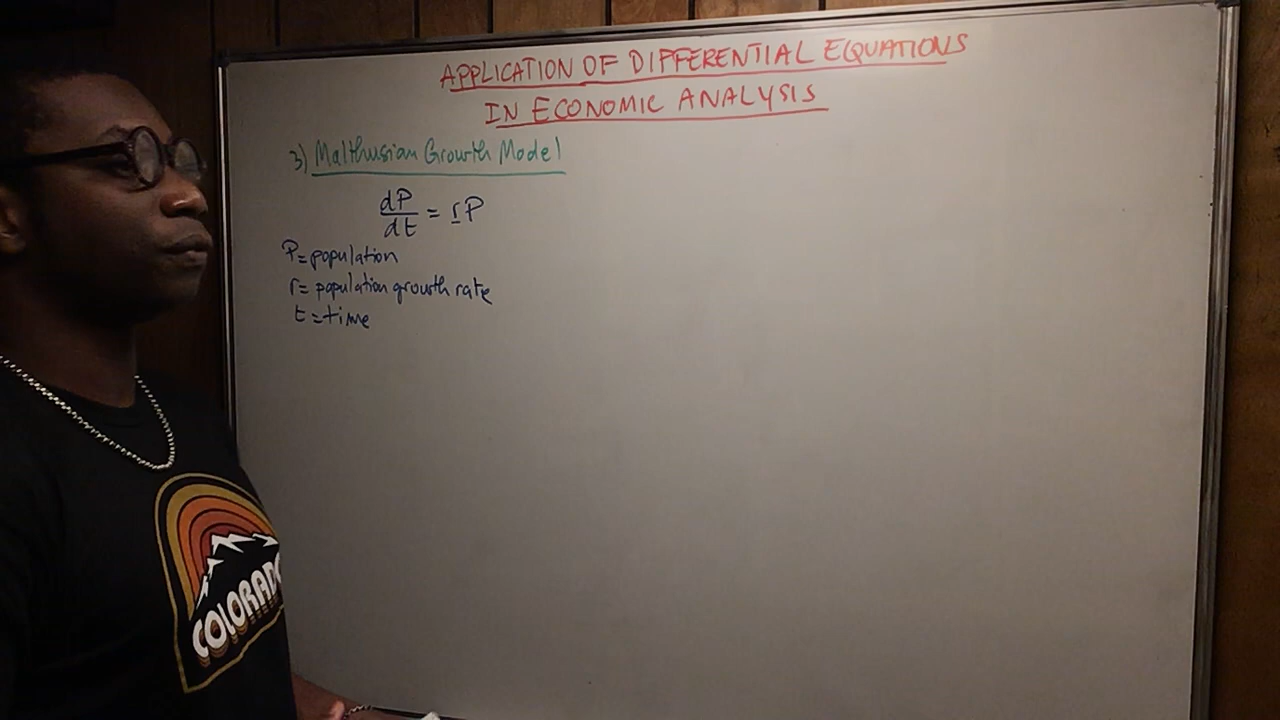 APPLICATION OF DIFFERENTIAL EQUATIONS
IN ECONOMIC ANALYSIS
3) Malthusian Growth Model
dP/dt = rP
P = population
r = population growth rate
t = time
COLORADO